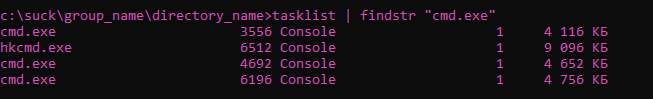 c:\suck\group_name\directory_name>tasklist | findstr "cmd.exe"
cmd.exe 3556 Console 1 4 116 КБ
hkcmd.exe 6512 Console 1 9 096 КБ
cmd.exe 4692 Console 1 4 652 КБ
cmd.exe 6196 Console 1 4 756 КБ